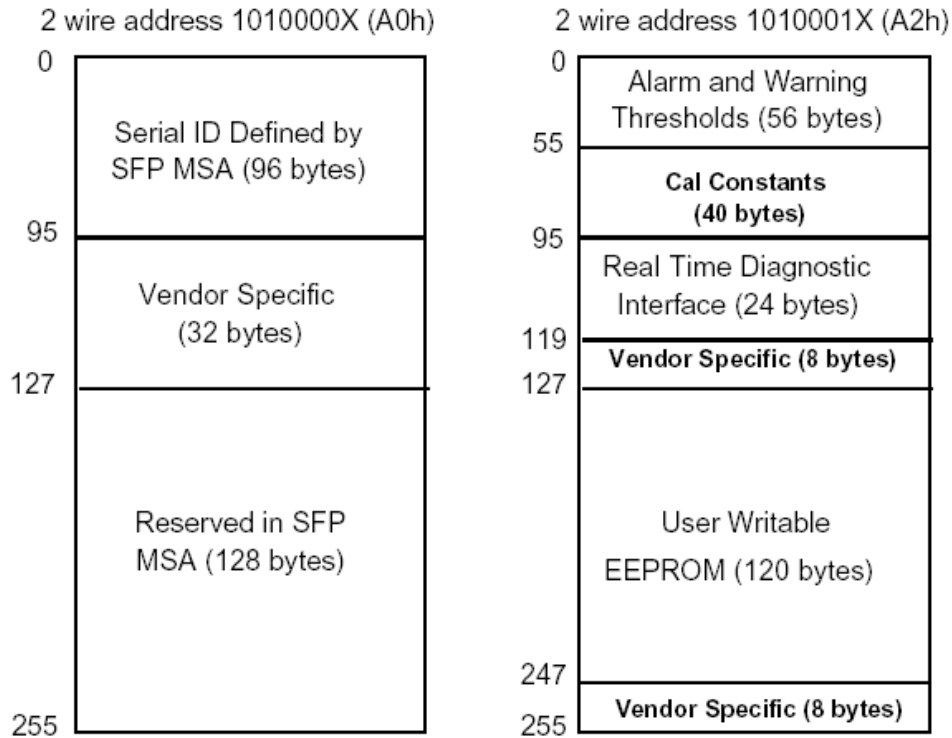 2 wire address 1010000X (A0h)
0
Serial ID Defined by
SFP MSA (96 bytes)
95
Vendor Specific
(32 bytes)
127
Reserved in SFP
MSA (128 bytes)
255
2 wire address 1010001X (A2h)
0
Alarm and Warning
Thresholds (56 bytes)
55
Cal Constants
(40 bytes)
95
Real Time Diagnostic
Interface (24 bytes)
119
Vendor Specific (8 bytes)
127
User Writable
EEPROM (120 bytes)
247
Vendor Specific (8 bytes)
255